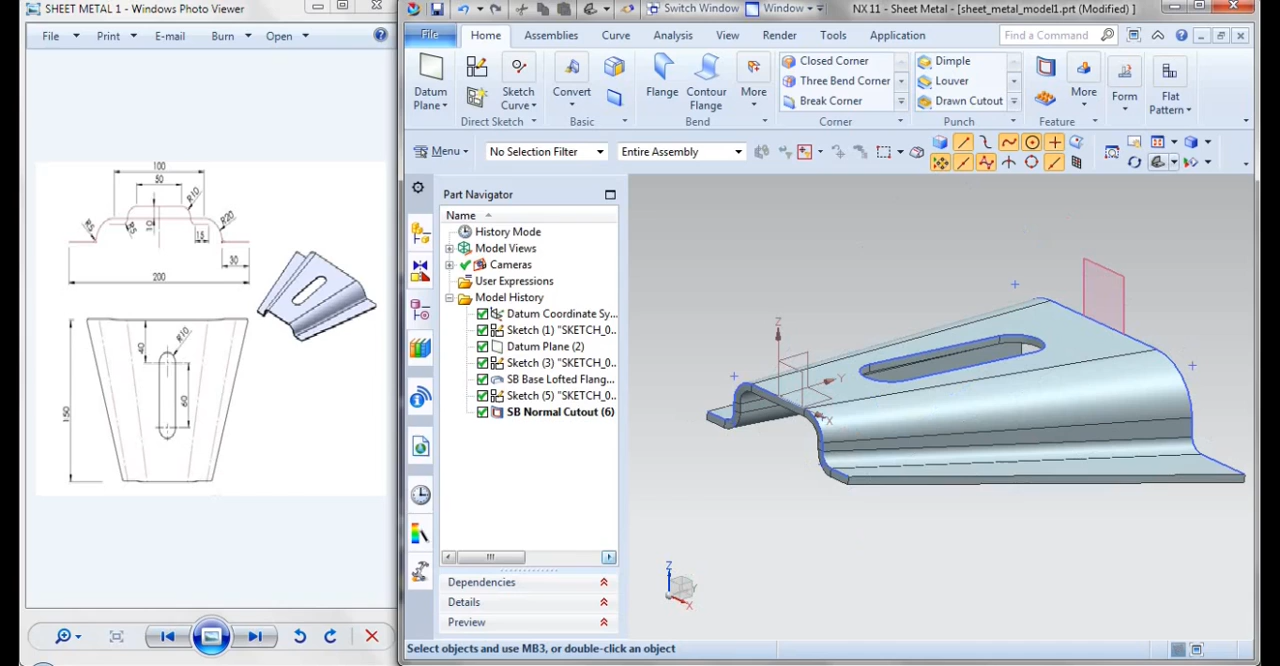 SHEET METAL 1 - Windows Photo Viewer
File Print E-mail Burn Open
100
50
R10
R20
R5
R5
10
15
30
200
R10
40
60
150
Switch Window Window NX 11 - Sheet Metal - [sheet_metal_model1.prt (Modified) ]
File Home Assemblies Curve Analysis View Render Tools Application Find a Command
Datum Plane Sketch Curve Convert Flange Contour Flange More Closed Corner Three Bend Corner Break Corner Dimple Louver Drawn Cutout More Form Flat Pattern
Direct Sketch Basic Bend Corner Punch Feature
Menu No Selection Filter Entire Assembly
Part Navigator
Name
History Mode
Model Views
Cameras
User Expressions
Model History
Datum Coordinate Sy...
Sketch (1) "SKETCH_0...
Datum Plane (2)
Sketch (3) "SKETCH_0...
SB Base Lofted Flang...
Sketch (5) "SKETCH_0...
SB Normal Cutout (6)
Dependencies
Details
Preview
Z
Y
X
Z
Y
X
Select objects and use MB3, or double-click an object